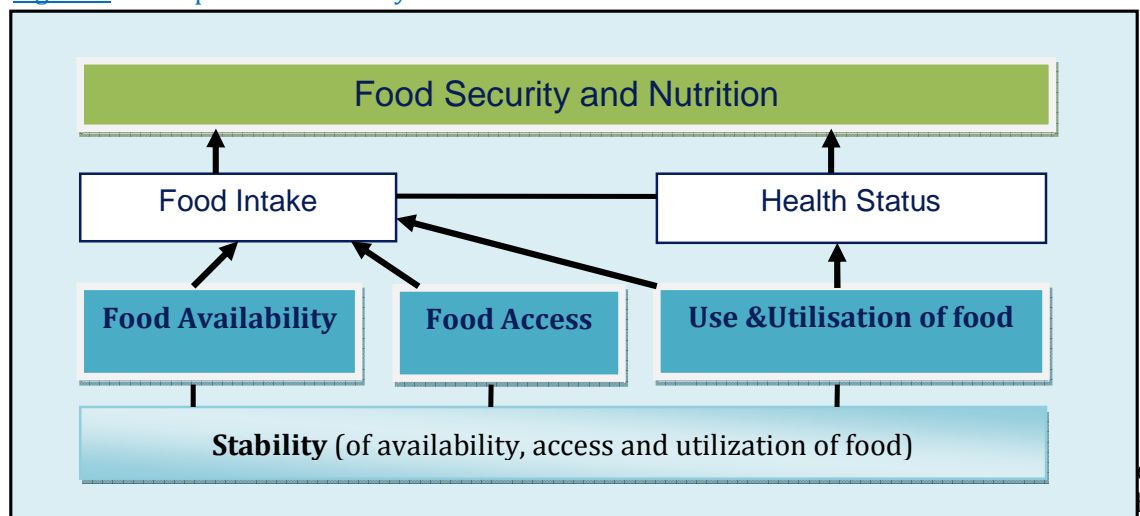 Food Security and Nutrition
Food Intake Health Status
Food Availability Food Access Use &Utilisation of food
Stability (of availability, access and utilization of food)